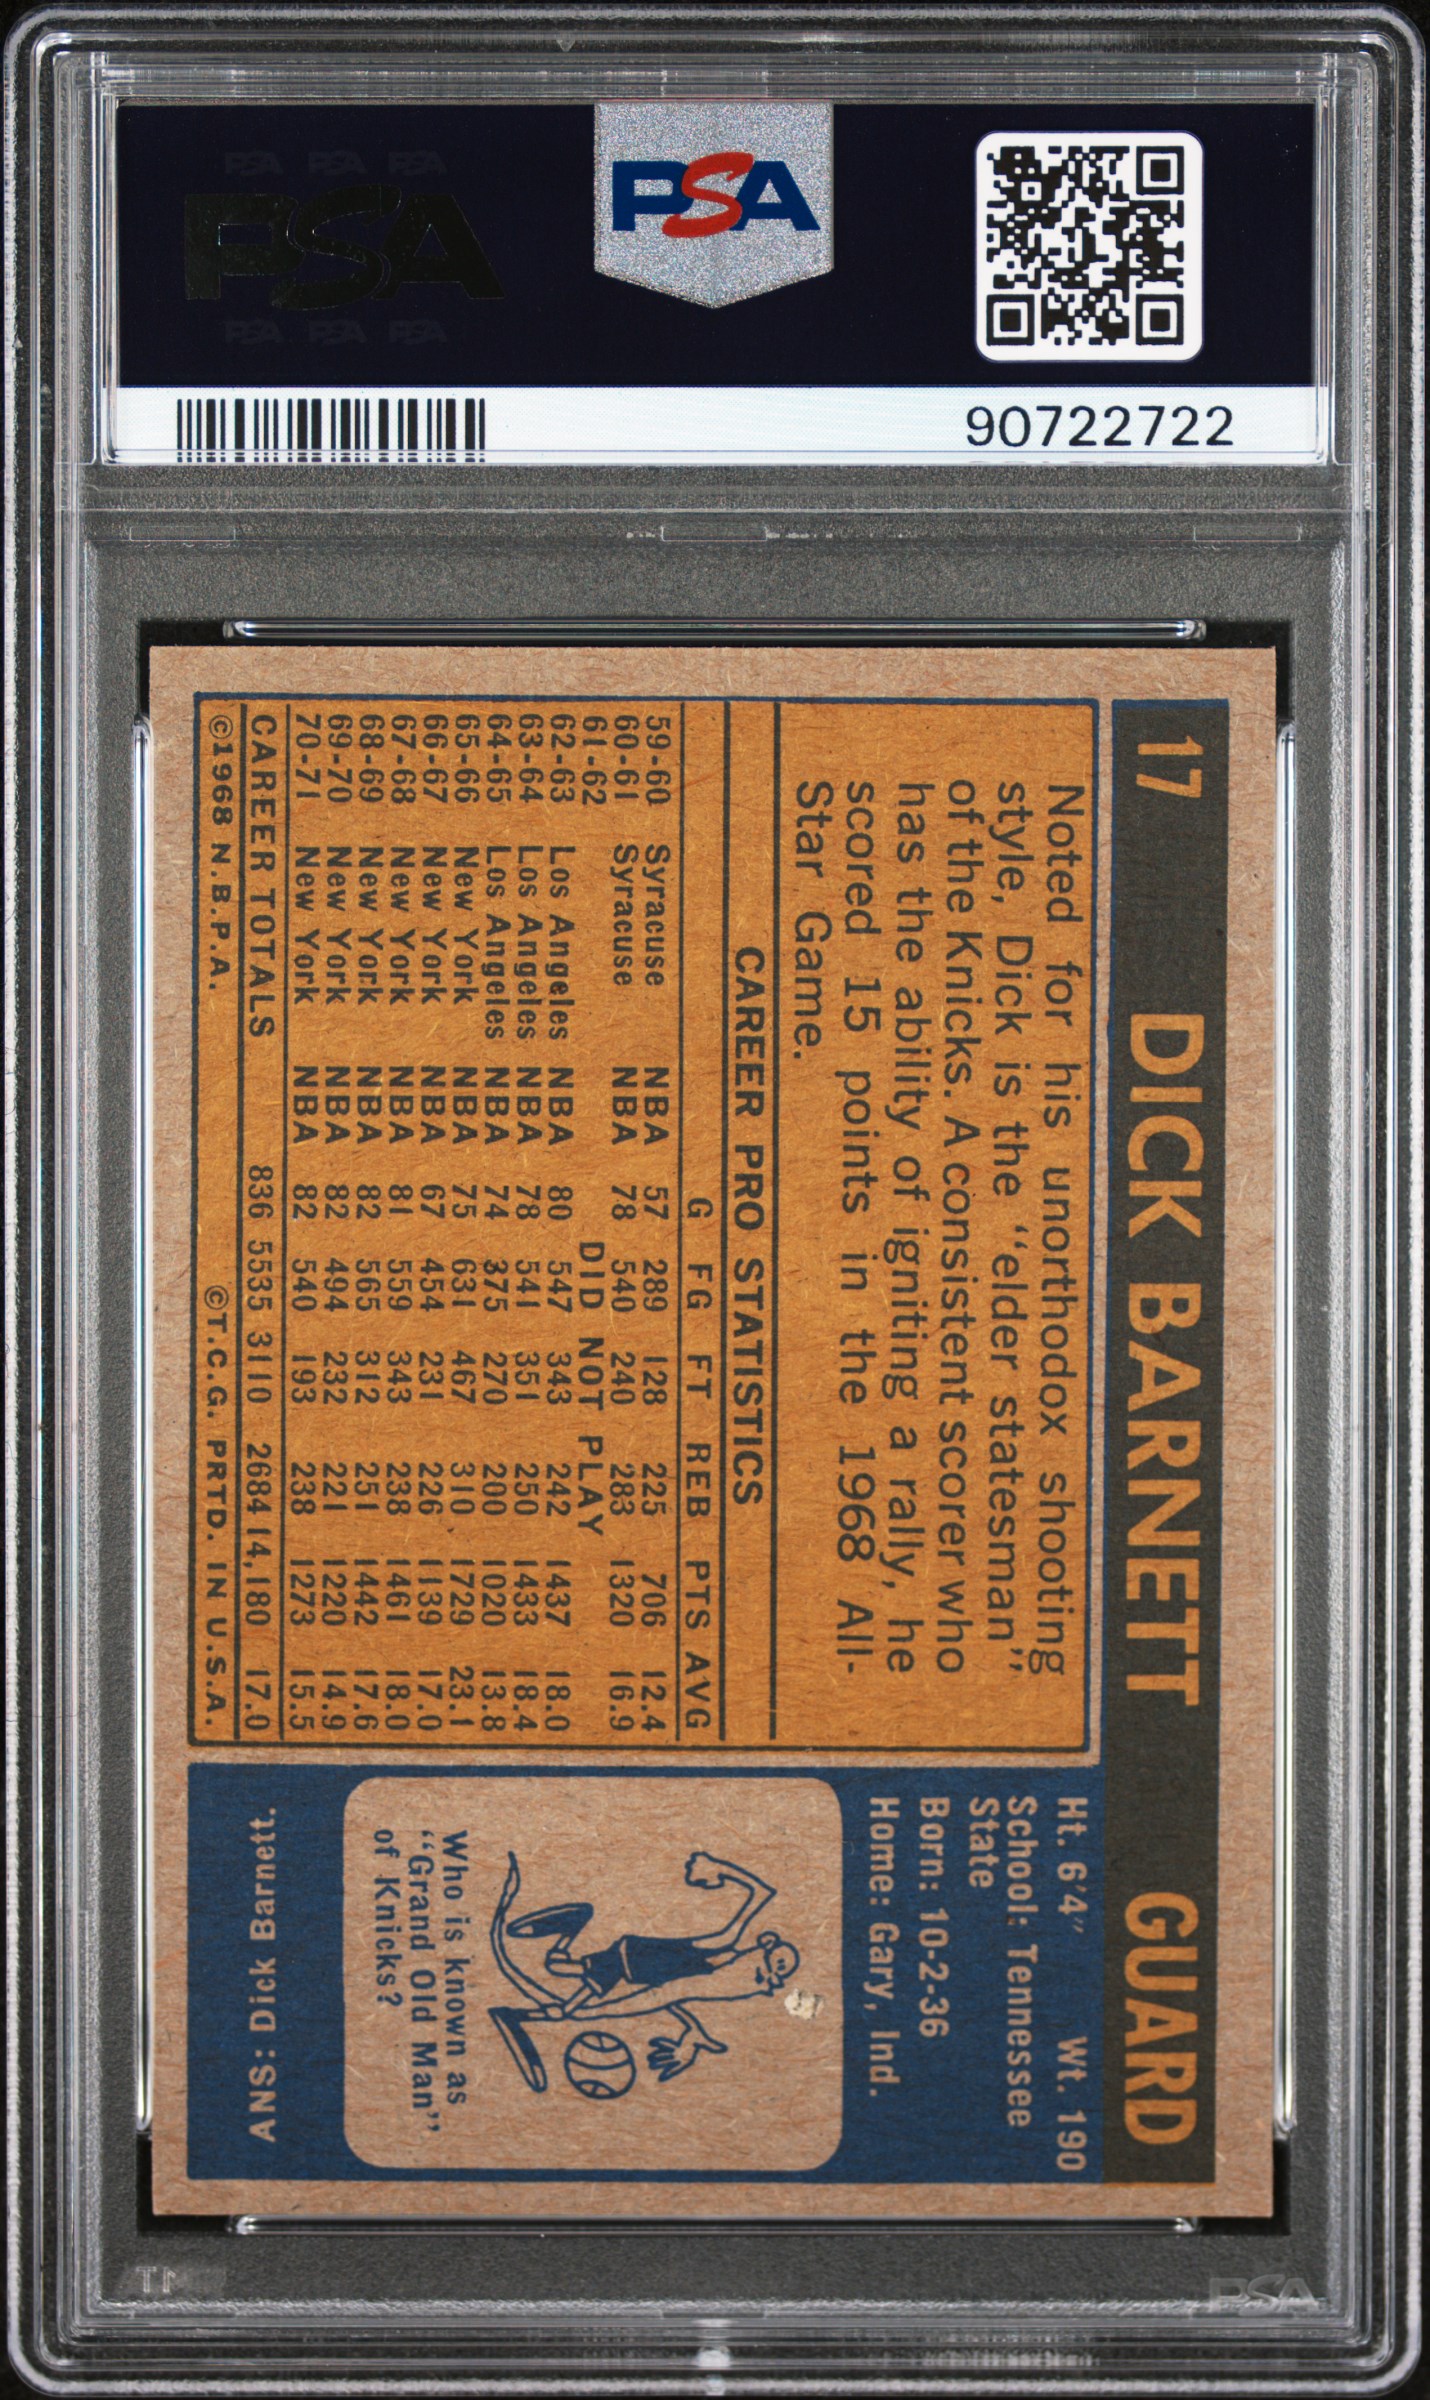 PSA PSA PSA
PSA
PSA PSA PSA
PSA
90722722
17 DICK BARNETT GUARD
Noted for his unorthodox shooting
style, Dick is the “elder statesman”
of the Knicks. A consistent scorer who
has the ability of igniting a rally, he
scored 15 points in the 1968 All-
Star Game.
CAREER PRO STATISTICS
G FG FT REB PTS AVG
59-60 Syracuse NBA 57 289 128 225 706 12.4
60-61 Syracuse NBA 78 540 240 283 1320 16.9
61-62 DID NOT PLAY
62-63 Los Angeles NBA 80 547 343 242 1437 18.0
63-64 Los Angeles NBA 78 541 351 250 1433 18.4
64-65 Los Angeles NBA 74 375 270 200 1020 13.8
65-66 New York NBA 75 631 467 310 1729 23.1
66-67 New York NBA 67 454 231 226 1139 17.0
67-68 New York NBA 81 559 343 238 1461 18.0
68-69 New York NBA 82 565 312 251 1442 17.6
69-70 New York NBA 82 494 232 221 1220 14.9
70-71 New York NBA 82 540 193 238 1273 15.5
CAREER TOTALS 836 5535 3110 2684 14,180 17.0
©1968 N.B.P.A. ©T.C.G. PRTD. IN U.S.A.
Ht. 6'4" Wt. 190
School: Tennessee
State
Born: 10-2-36
Home: Gary, Ind.
Who is known as
“Grand Old Man”
of Knicks?
ANS: Dick Barnett.
PSA